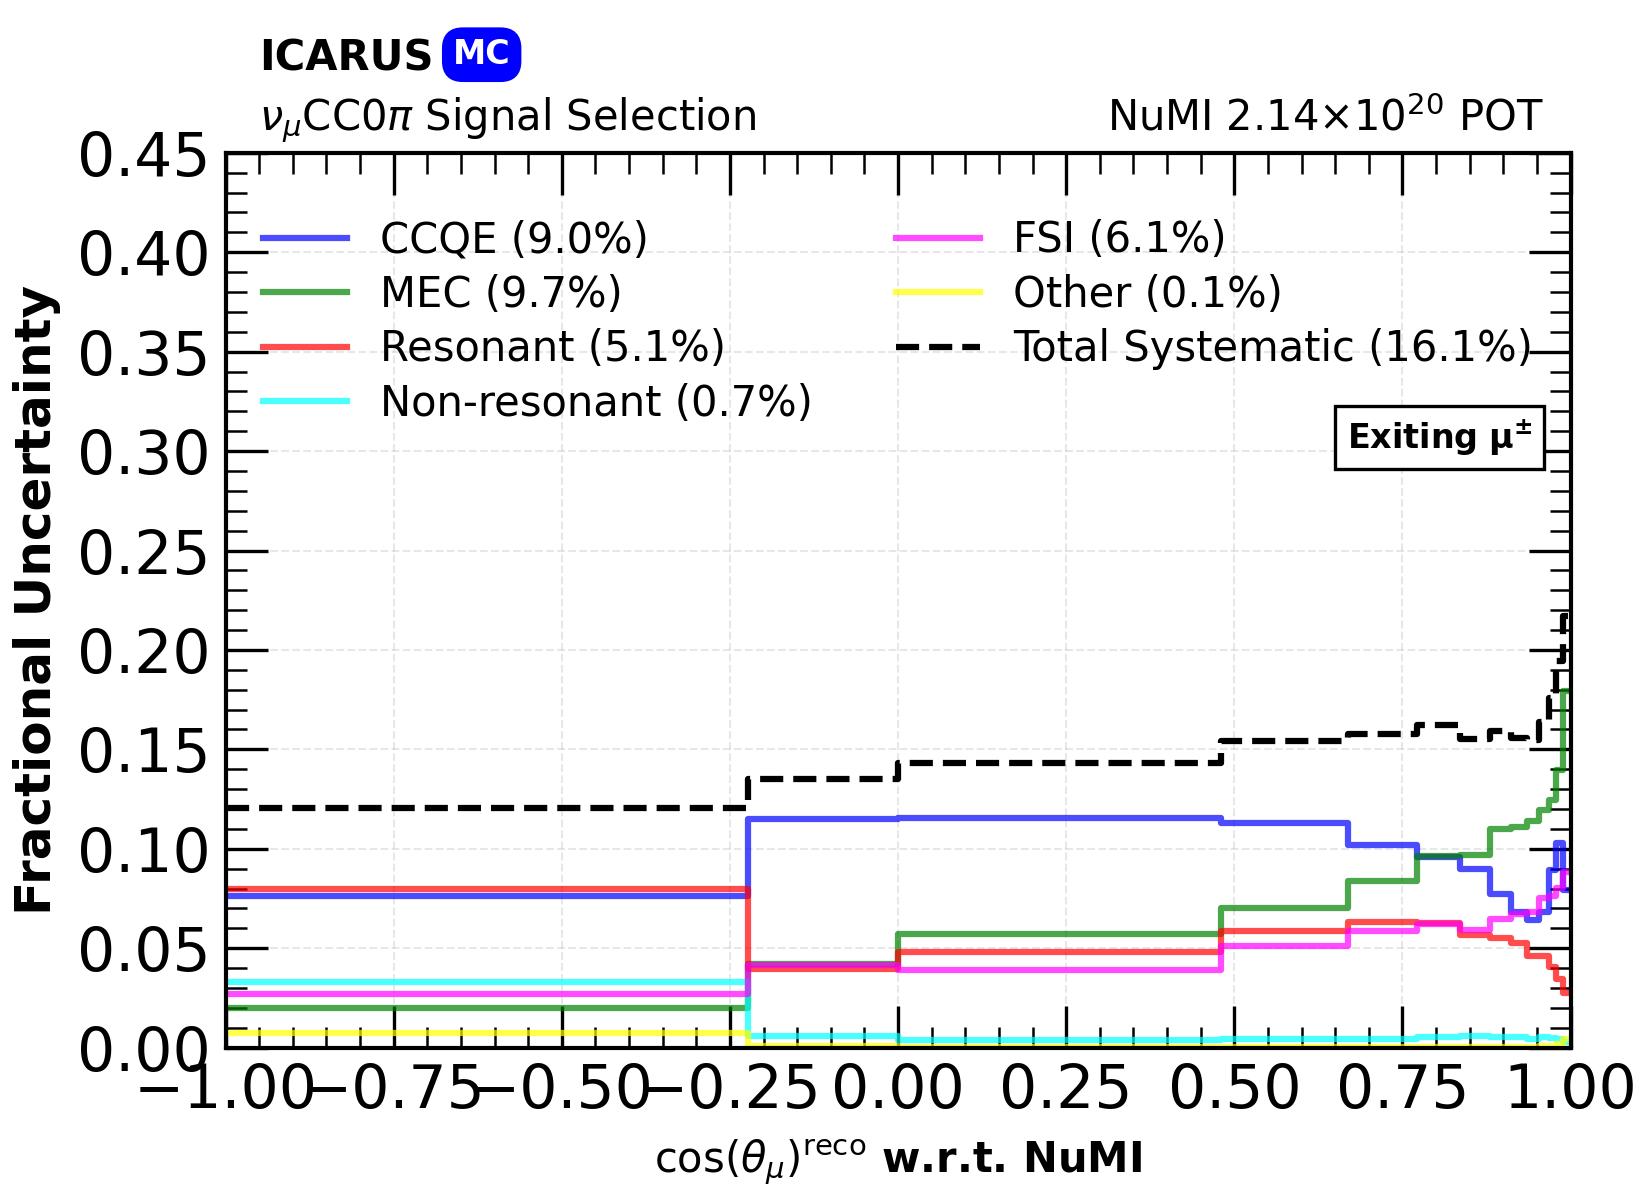 ICARUS MC
νμCC0π Signal Selection
NuMI 2.14×10²⁰ POT
CCQE (9.0%)
MEC (9.7%)
Resonant (5.1%)
Non-resonant (0.7%)
FSI (6.1%)
Other (0.1%)
Total Systematic (16.1%)
Exiting μ±
Fractional Uncertainty
0.45
0.40
0.35
0.30
0.25
0.20
0.15
0.10
0.05
0.00
−1.00 −0.75 −0.50 −0.25 0.00 0.25 0.50 0.75 1.00
cos(θμ)reco w.r.t. NuMI